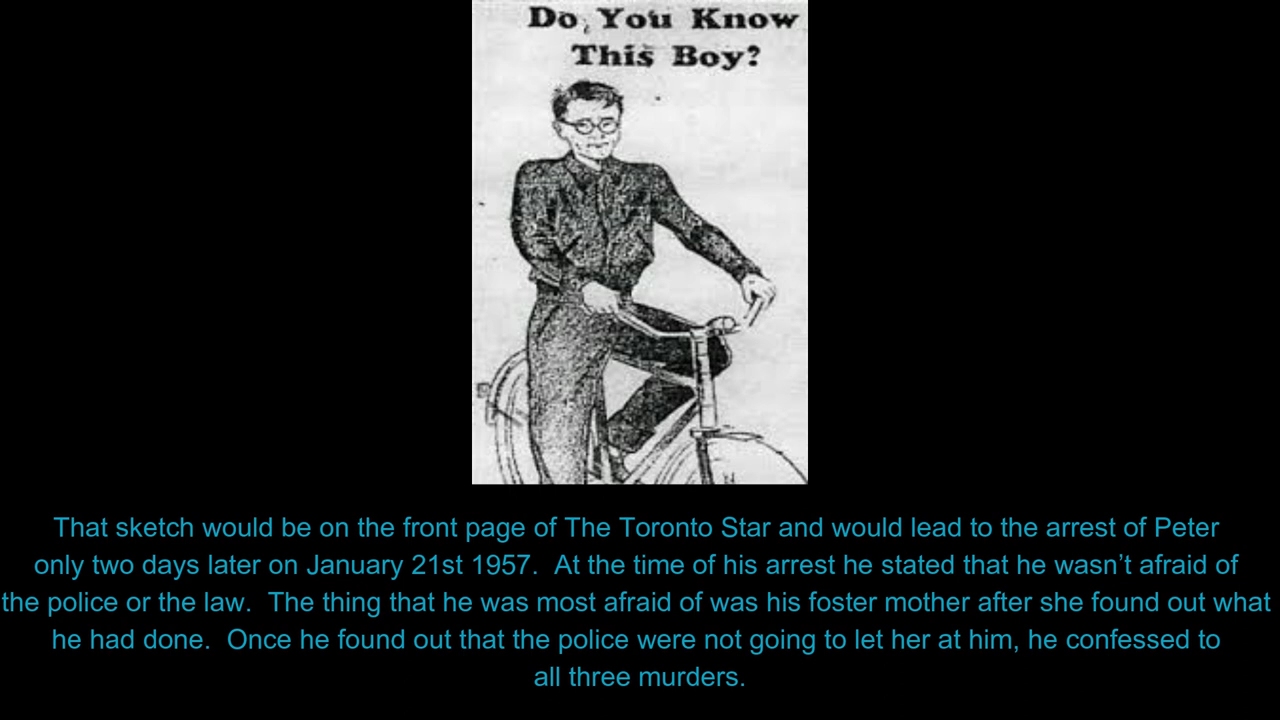 Do You Know
This Boy?
That sketch would be on the front page of The Toronto Star and would lead to the arrest of Peter
only two days later on January 21st 1957.  At the time of his arrest he stated that he wasn’t afraid of
the police or the law.  The thing that he was most afraid of was his foster mother after she found out what
he had done.  Once he found out that the police were not going to let her at him, he confessed to
all three murders.